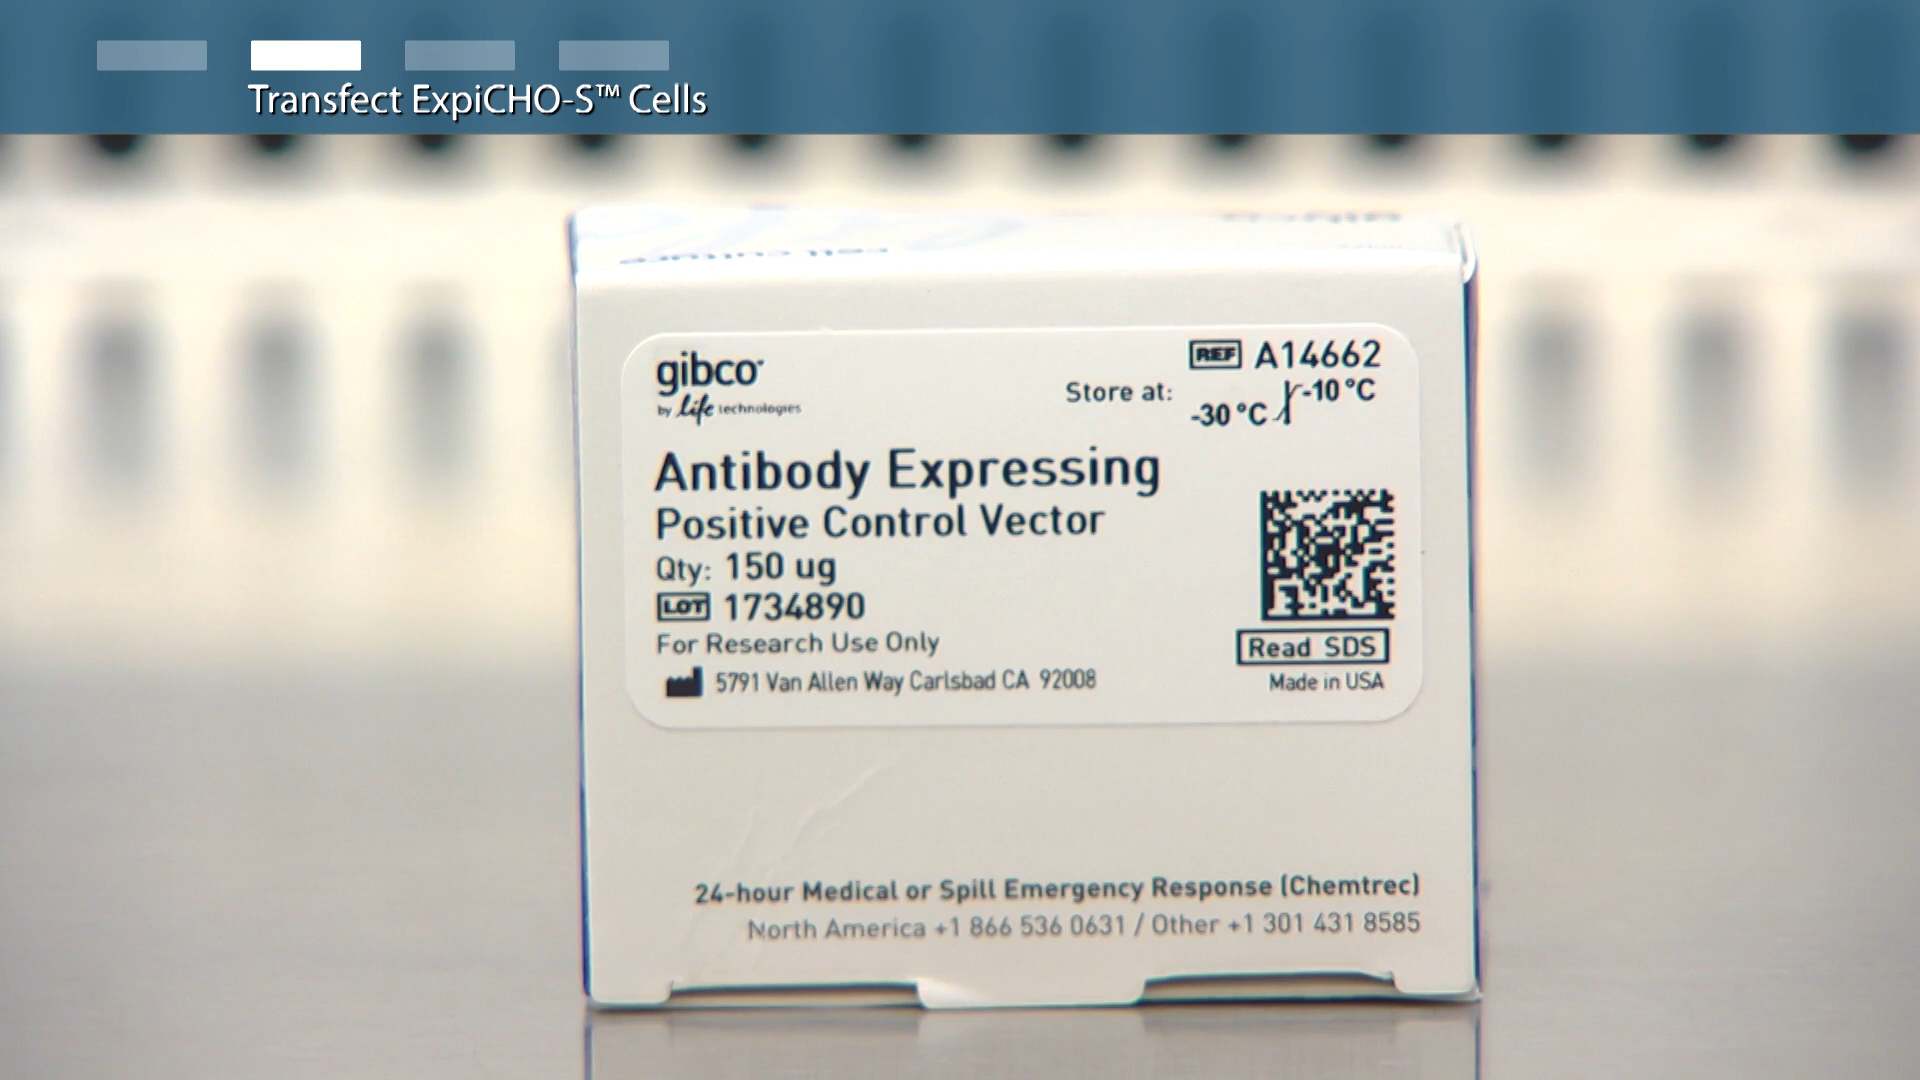 Transfect ExpiCHO-S™ Cells
cell culture
gibco
by life technologies
REF A14662
Store at: -30 °C -10 °C
Antibody Expressing
Positive Control Vector
Qty: 150 ug
LOT 1734890
For Research Use Only
5791 Van Allen Way Carlsbad CA 92008
Read SDS
Made in USA
24-hour Medical or Spill Emergency Response (Chemtrec)
North America +1 866 536 0631 / Other +1 301 431 8585